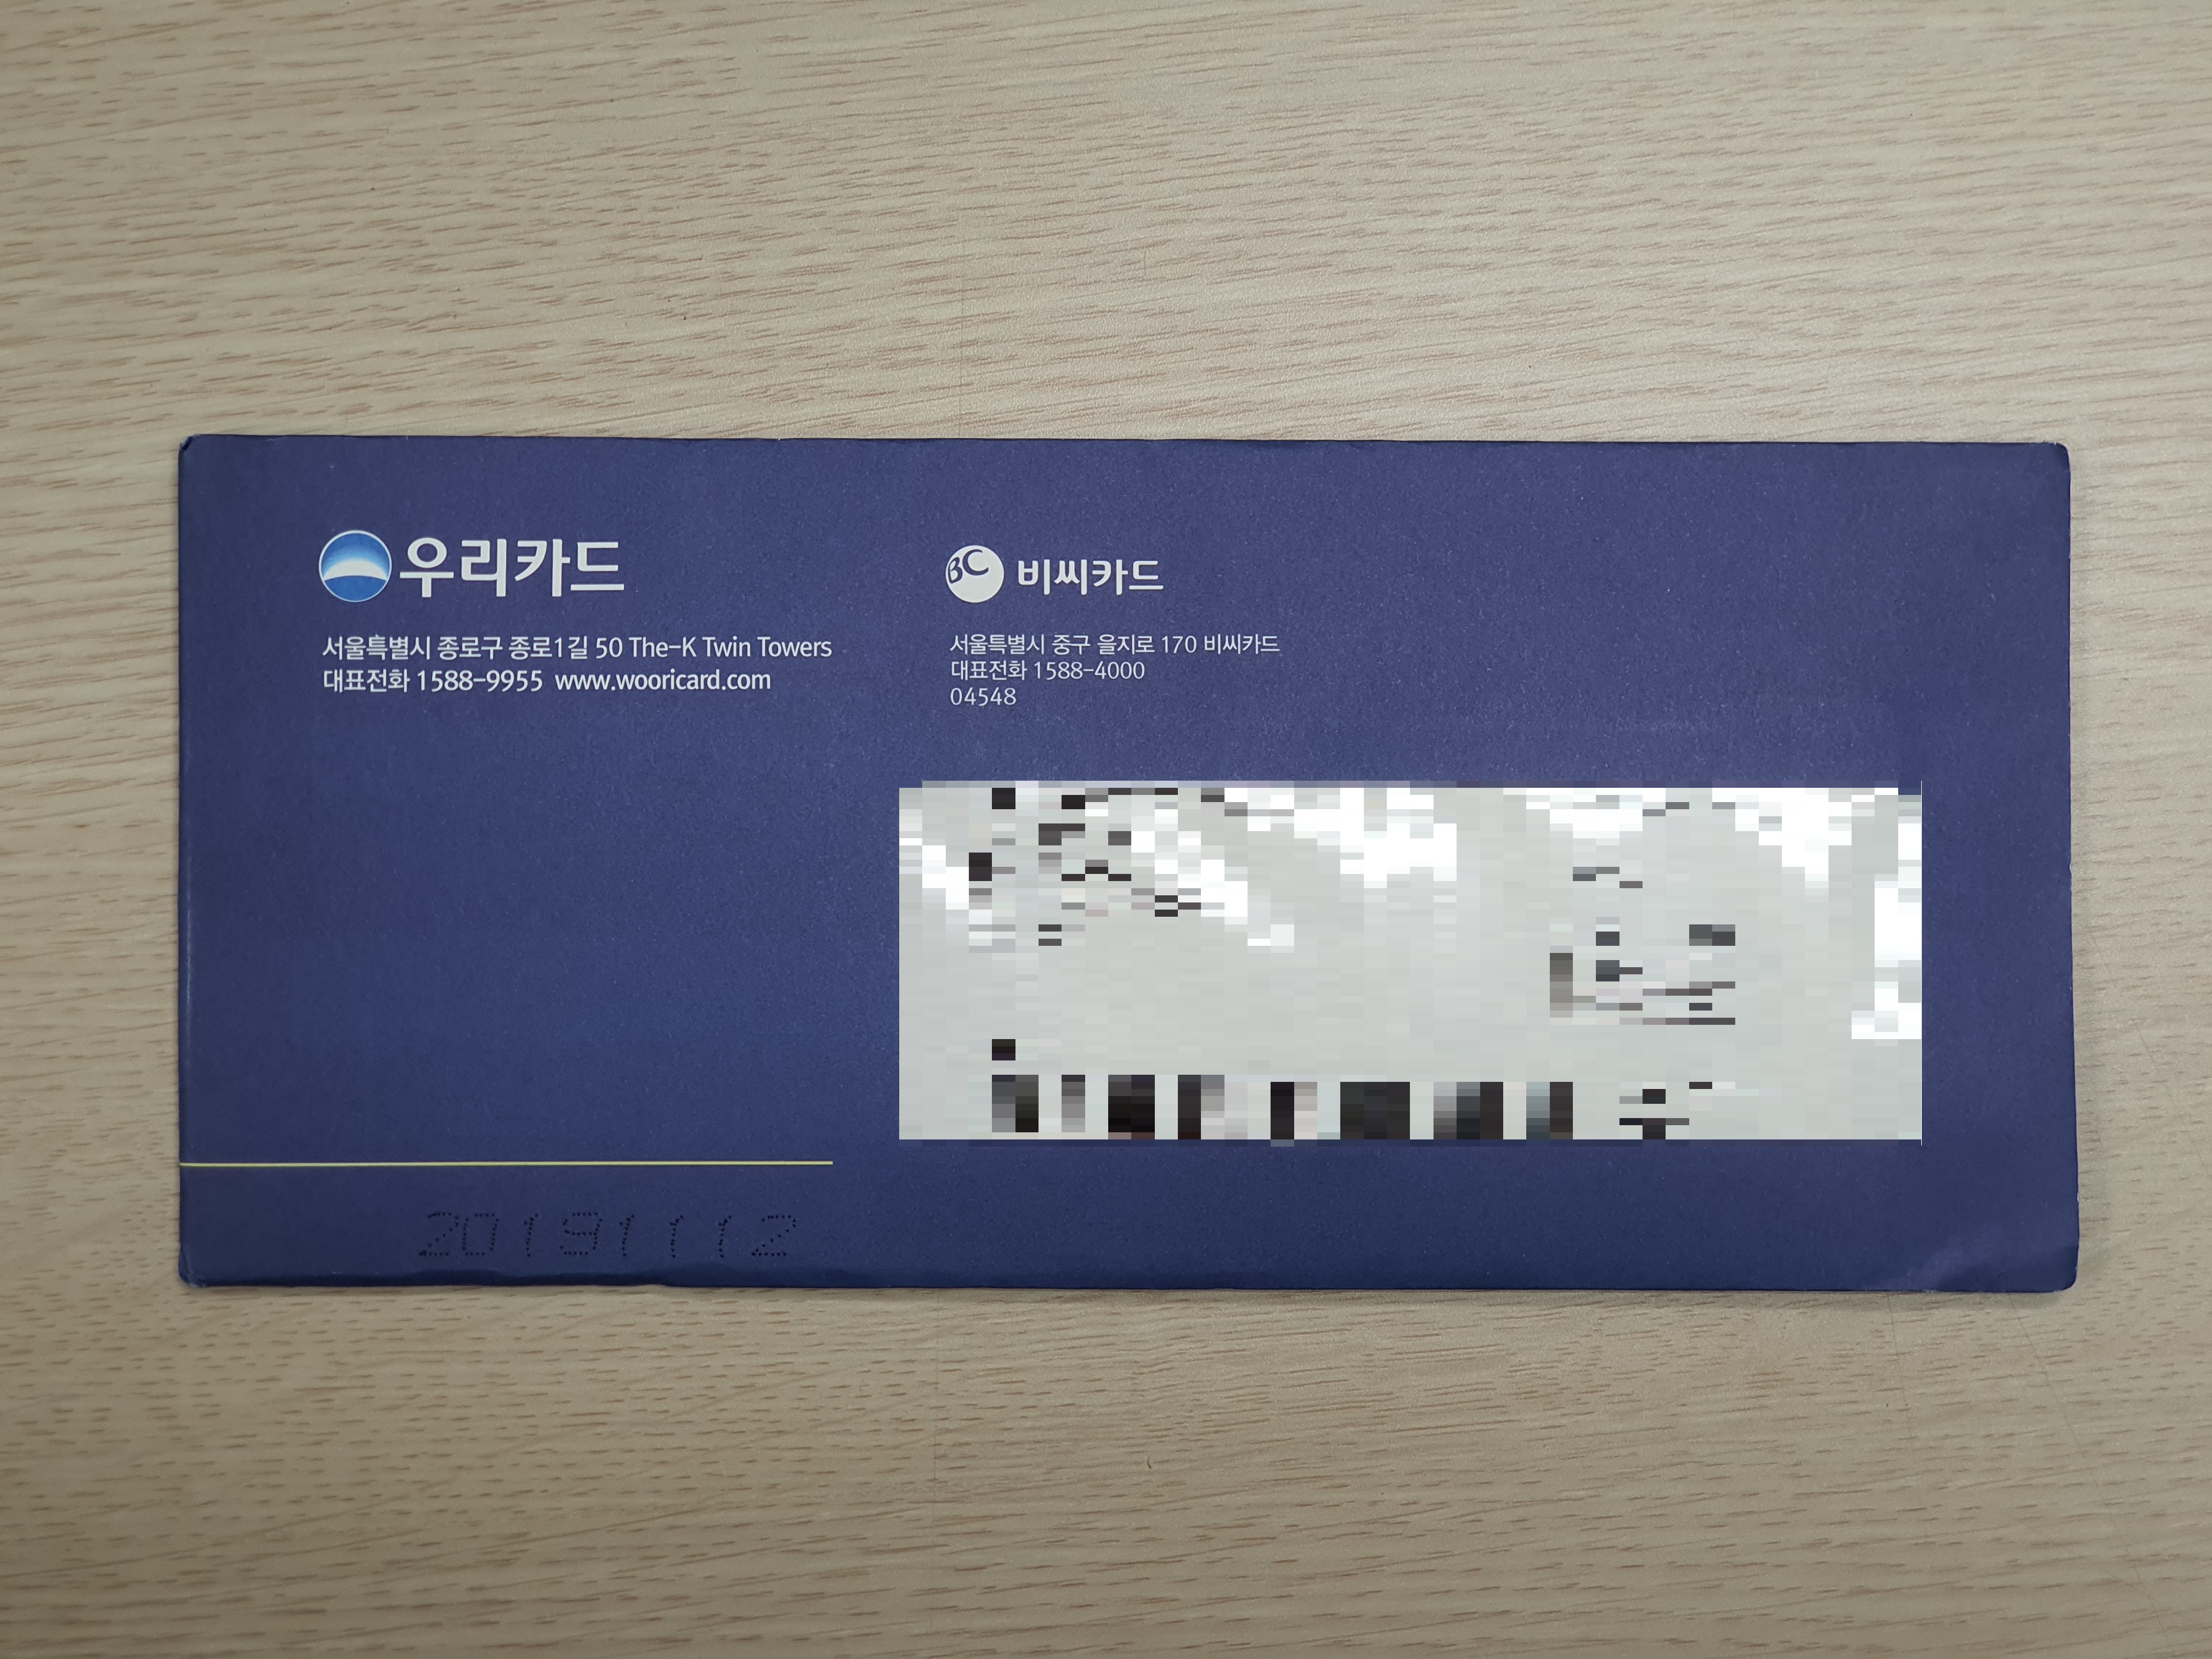 우리카드
서울특별시 종로구 종로1길 50 The-K Twin Towers
대표전화 1588-9955 www.wooricard.com
BC 비씨카드
서울특별시 중구 을지로 170 비씨카드
대표전화 1588-4000
04548
20191112